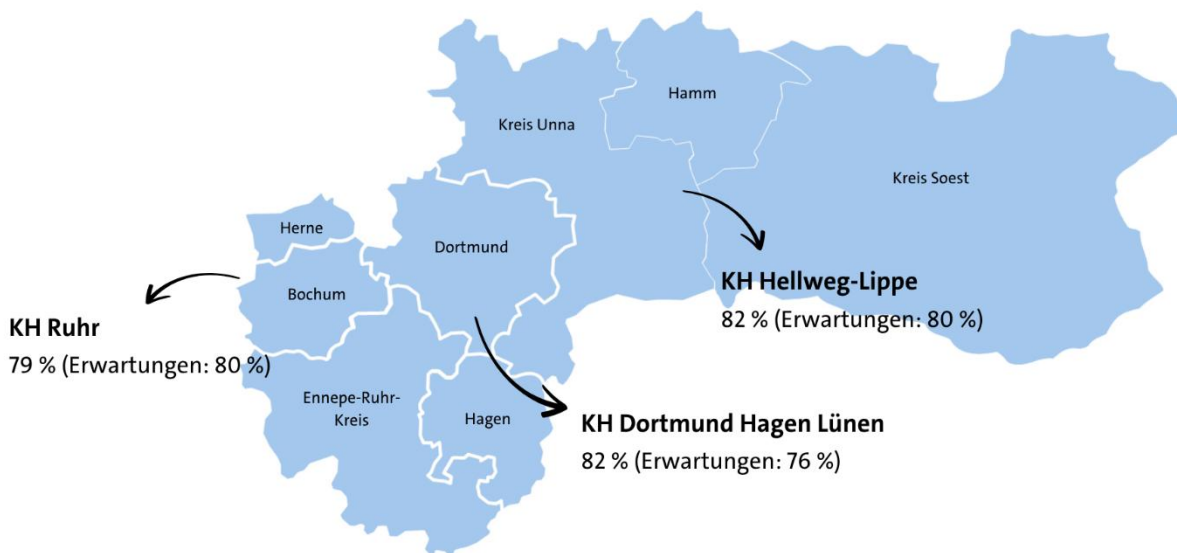 Hamm
Kreis Unna
Kreis Soest
Herne
Dortmund
Bochum
KH Hellweg-Lippe
82 % (Erwartungen: 80 %)
KH Ruhr
79 % (Erwartungen: 80 %)
Ennepe-Ruhr-
Kreis
Hagen
KH Dortmund Hagen Lünen
82 % (Erwartungen: 76 %)